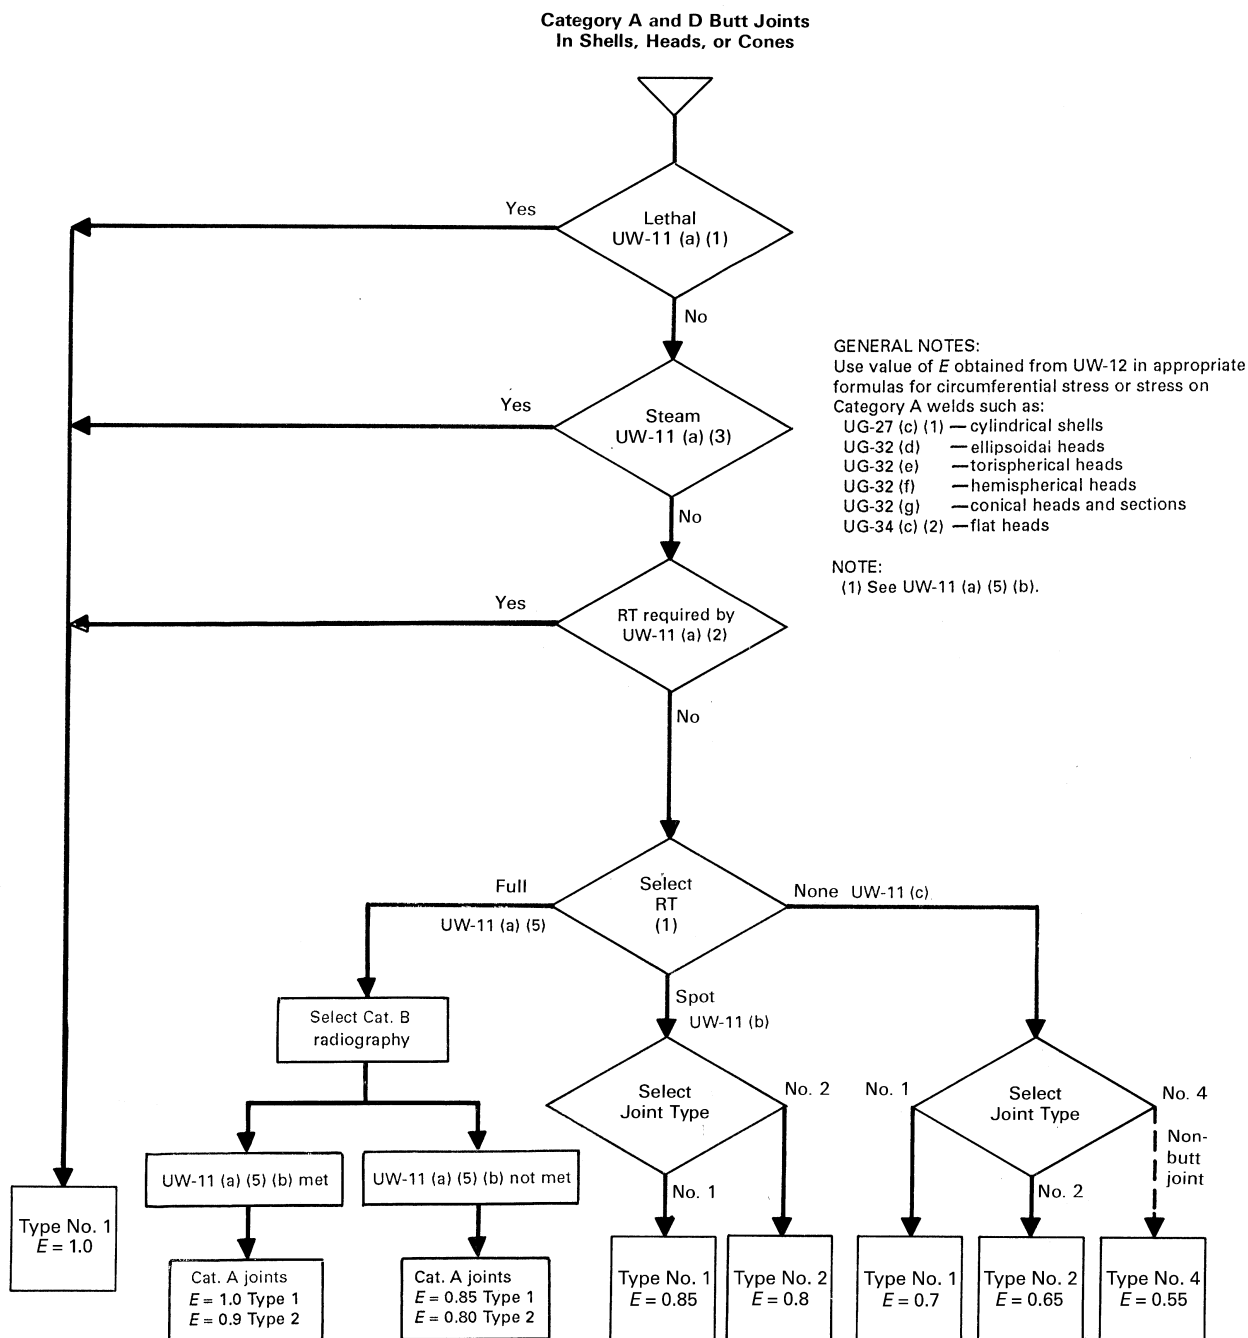 Category A and D Butt Joints
In Shells, Heads, or Cones
Lethal
UW-11 (a) (1)
Yes
No
Steam
UW-11 (a) (3)
Yes
No
GENERAL NOTES:
Use value of E obtained from UW-12 in appropriate
formulas for circumferential stress or stress on
Category A welds such as:
UG-27 (c) (1) — cylindrical shells
UG-32 (d) — ellipsoidal heads
UG-32 (e) — torispherical heads
UG-32 (f) — hemispherical heads
UG-32 (g) — conical heads and sections
UG-34 (c) (2) — flat heads
NOTE:
(1) See UW-11 (a) (5) (b).
RT required by
UW-11 (a) (2)
Yes
No
Select
RT
(1)
Full
UW-11 (a) (5)
None UW-11 (c)
Spot
UW-11 (b)
Select Cat. B
radiography
Select
Joint Type
No. 2
No. 1
No. 1
Select
Joint Type
No. 4
Non-
butt
joint
No. 2
UW-11 (a) (5) (b) met
UW-11 (a) (5) (b) not met
Type No. 1
E = 1.0
Cat. A joints
E = 1.0 Type 1
E = 0.9 Type 2
Cat. A joints
E = 0.85 Type 1
E = 0.80 Type 2
Type No. 1
E = 0.85
Type No. 2
E = 0.8
Type No. 1
E = 0.7
Type No. 2
E = 0.65
Type No. 4
E = 0.55